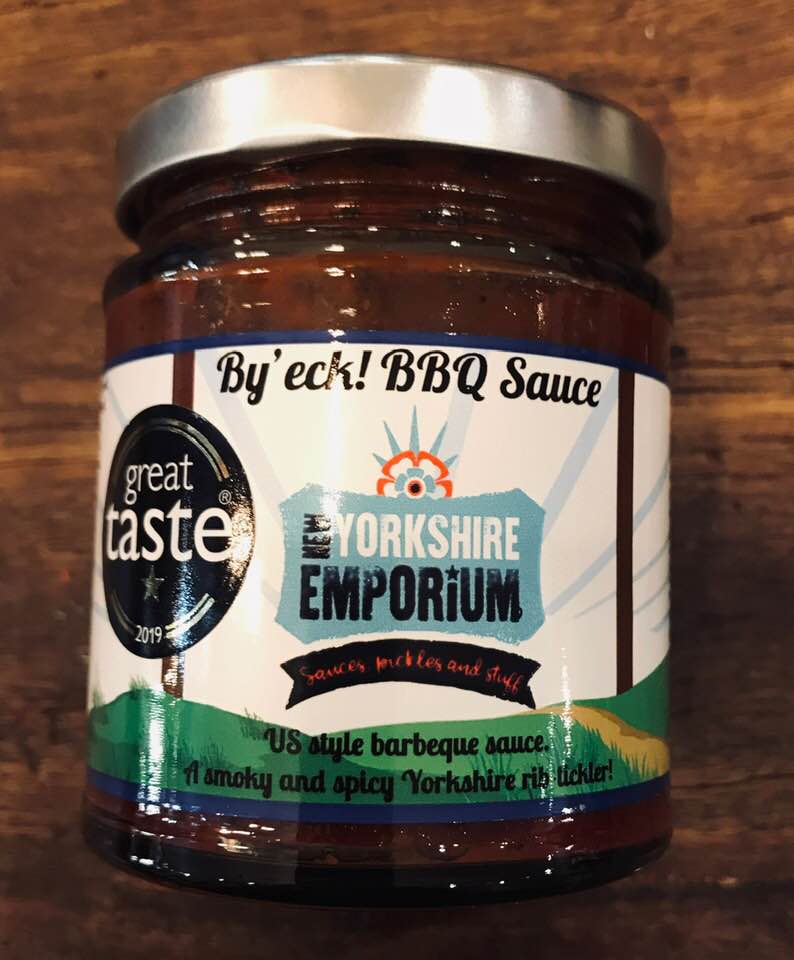 By'eck! BBQ Sauce
great
taste®
2019
NEW
YORKSHIRE
EMPORiUM
Sauces, pickles and stuff
US style barbeque sauce.
A smoky and spicy Yorkshire rib tickler!